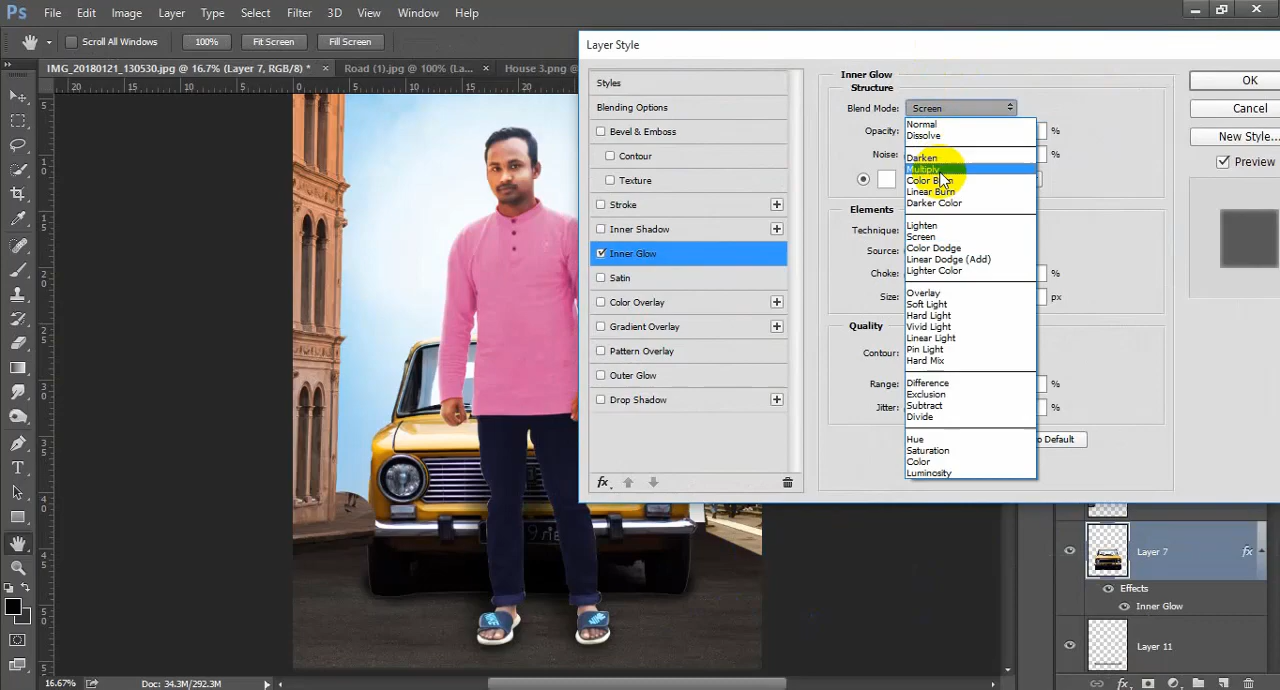 Ps File Edit Image Layer Type Select Filter 3D View Window Help
Scroll All Windows 100% Fit Screen Fill Screen
IMG_20180121_130530.jpg @ 16.7% (Layer 7, RGB/8) * × Road (1).jpg @ 100% (La... × House 3.png @
Layer Style
Styles
Blending Options
Bevel & Emboss
Contour
Texture
Stroke
Inner Shadow
Inner Glow
Satin
Color Overlay
Gradient Overlay
Pattern Overlay
Outer Glow
Drop Shadow
fx
Inner Glow
Structure
Blend Mode: Screen
Opacity: %
Noise: %
Elements
Technique:
Source:
Choke: %
Size: px
Quality
Contour:
Range: %
Jitter: %
o Default
Normal
Dissolve
Darken
Multiply
Color Burn
Linear Burn
Darker Color
Lighten
Screen
Color Dodge
Linear Dodge (Add)
Lighter Color
Overlay
Soft Light
Hard Light
Vivid Light
Linear Light
Pin Light
Hard Mix
Difference
Exclusion
Subtract
Divide
Hue
Saturation
Color
Luminosity
OK
Cancel
New Style...
Preview
Layer 7 fx
Effects
Inner Glow
Layer 11
16.67% Doc: 34.3M/292.3M